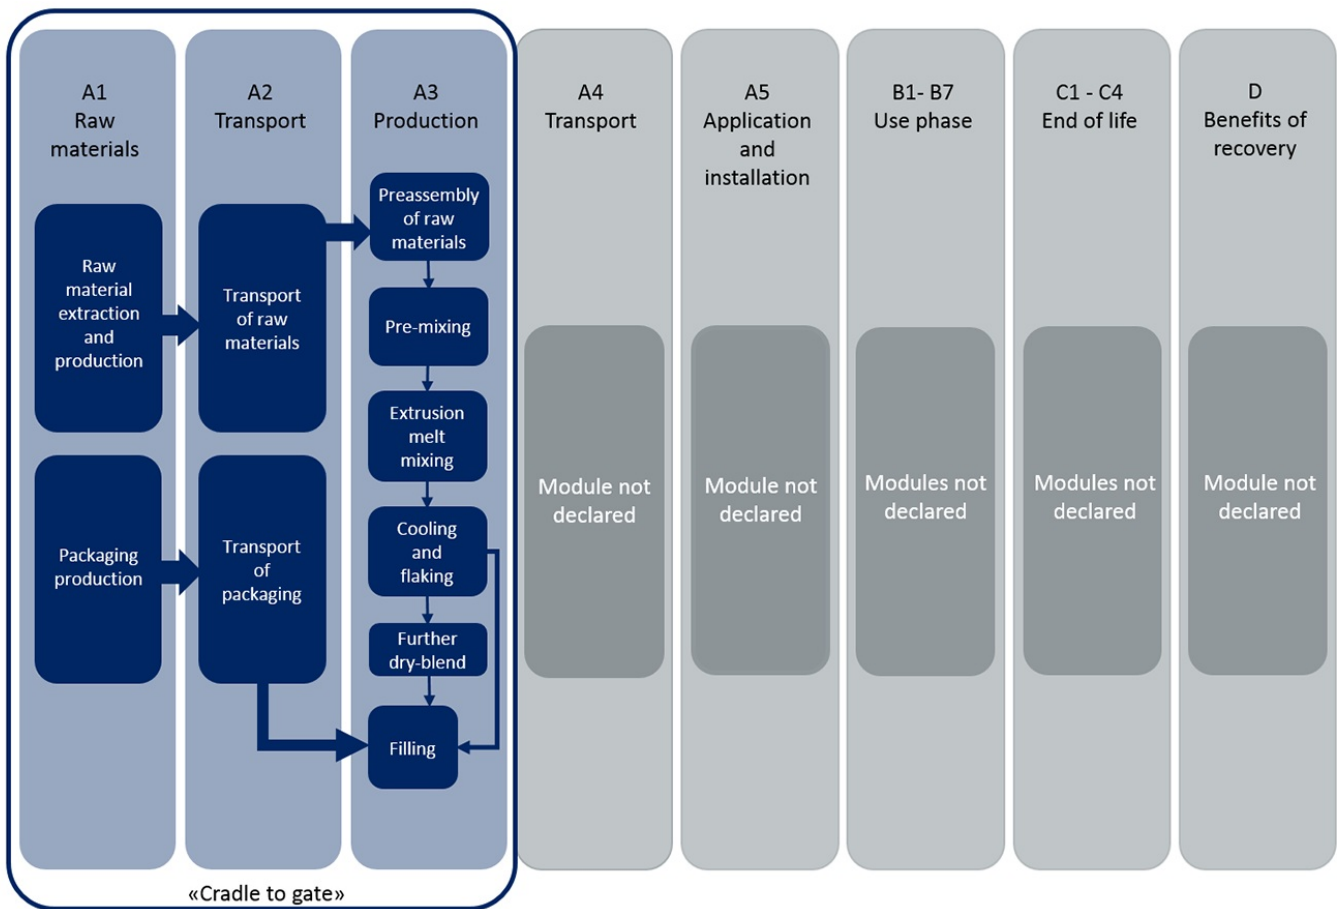 A1
Raw
materials
A2
Transport
A3
Production
A4
Transport
A5
Application
and
installation
B1- B7
Use phase
C1 - C4
End of life
D
Benefits of
recovery
Raw
material
extraction
and
production
Packaging
production
Transport
of raw
materials
Transport
of
packaging
Preassembly
of raw
materials
Pre-mixing
Extrusion
melt
mixing
Cooling
and
flaking
Further
dry-blend
Filling
Module not
declared
Module not
declared
Modules not
declared
Modules not
declared
Module not
declared
«Cradle to gate»